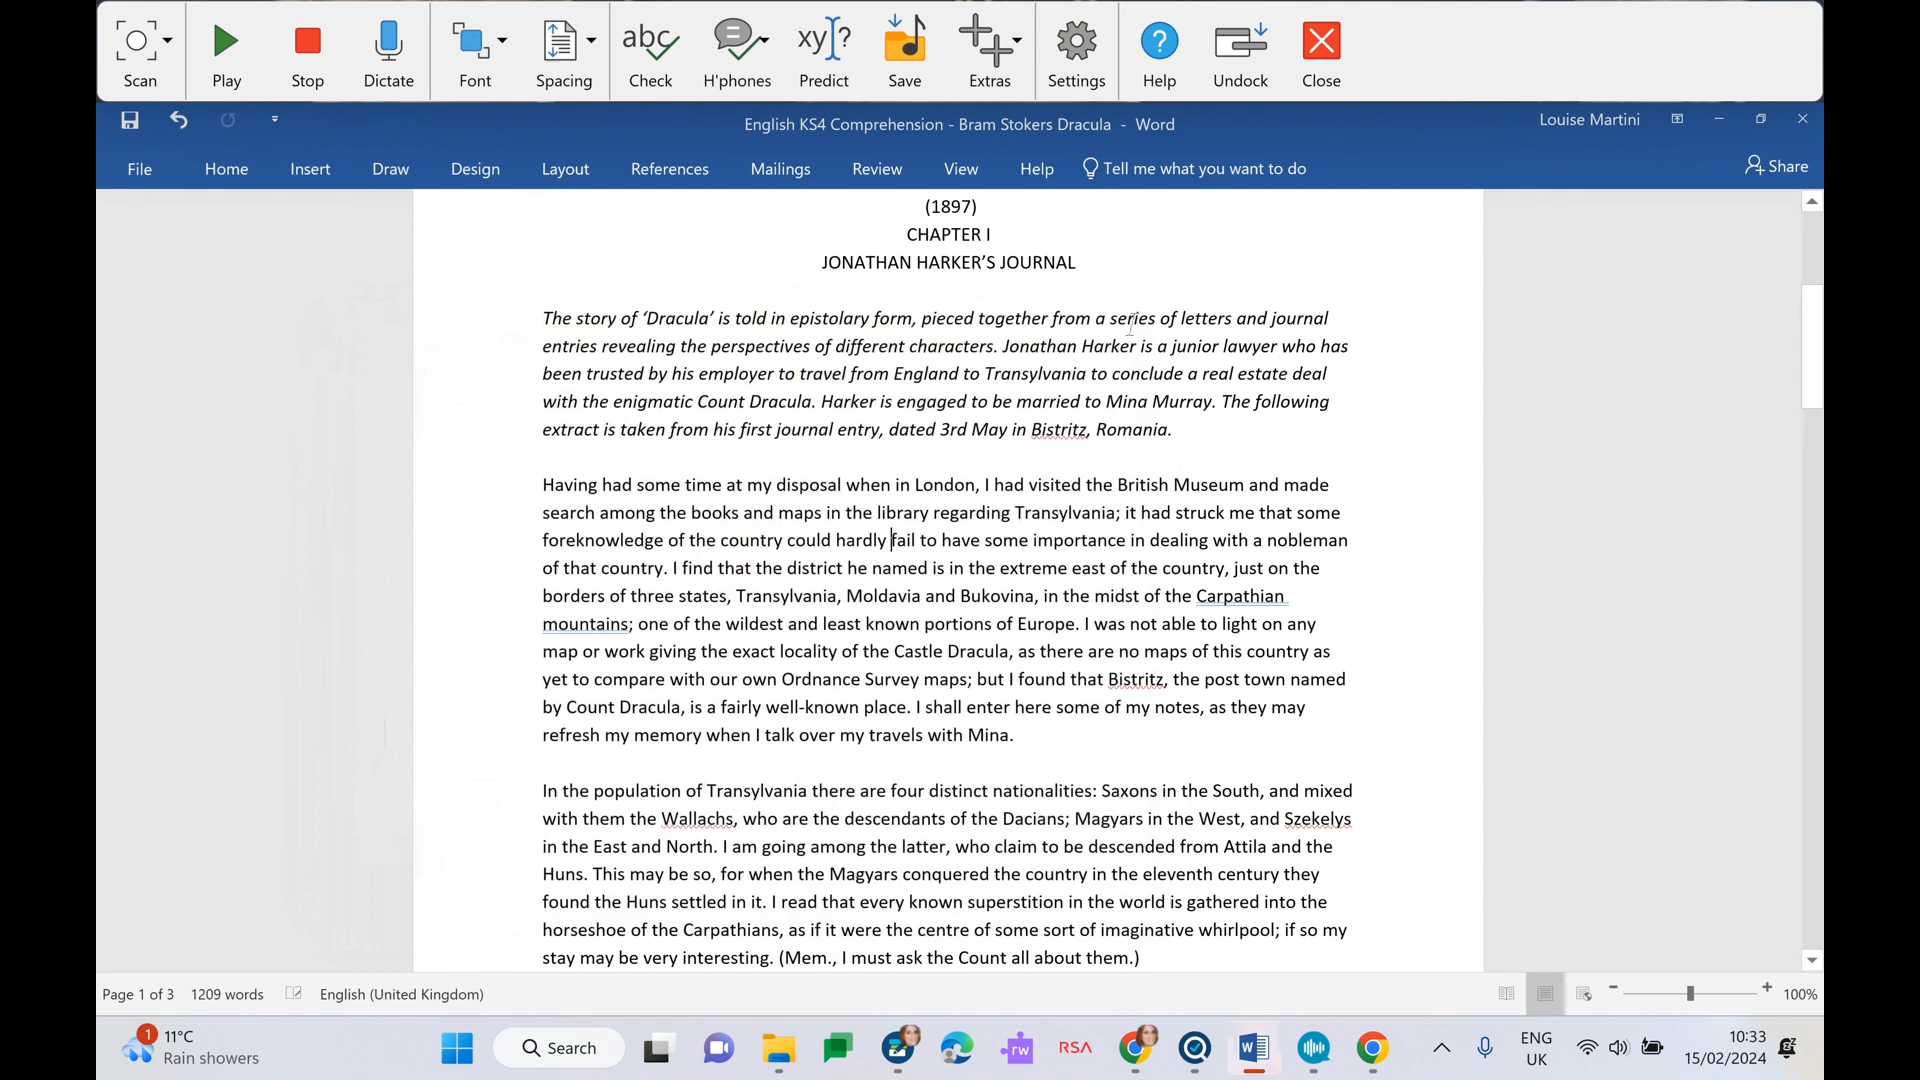 abc xy ?
Scan Play Stop Dictate Font Spacing Check H'phones Predict Save Extras Settings Help Undock Close
English KS4 Comprehension - Bram Stokers Dracula - Word
Louise Martini
File Home Insert Draw Design Layout References Mailings Review View Help Tell me what you want to do Share
(1897)
CHAPTER I
JONATHAN HARKER’S JOURNAL
The story of ‘Dracula’ is told in epistolary form, pieced together from a series of letters and journal
entries revealing the perspectives of different characters. Jonathan Harker is a junior lawyer who has
been trusted by his employer to travel from England to Transylvania to conclude a real estate deal
with the enigmatic Count Dracula. Harker is engaged to be married to Mina Murray. The following
extract is taken from his first journal entry, dated 3rd May in Bistritz, Romania.
Having had some time at my disposal when in London, I had visited the British Museum and made
search among the books and maps in the library regarding Transylvania; it had struck me that some
foreknowledge of the country could hardly fail to have some importance in dealing with a nobleman
of that country. I find that the district he named is in the extreme east of the country, just on the
borders of three states, Transylvania, Moldavia and Bukovina, in the midst of the Carpathian
mountains; one of the wildest and least known portions of Europe. I was not able to light on any
map or work giving the exact locality of the Castle Dracula, as there are no maps of this country as
yet to compare with our own Ordnance Survey maps; but I found that Bistritz, the post town named
by Count Dracula, is a fairly well-known place. I shall enter here some of my notes, as they may
refresh my memory when I talk over my travels with Mina.
In the population of Transylvania there are four distinct nationalities: Saxons in the South, and mixed
with them the Wallachs, who are the descendants of the Dacians; Magyars in the West, and Szekelys
in the East and North. I am going among the latter, who claim to be descended from Attila and the
Huns. This may be so, for when the Magyars conquered the country in the eleventh century they
found the Huns settled in it. I read that every known superstition in the world is gathered into the
horseshoe of the Carpathians, as if it were the centre of some sort of imaginative whirlpool; if so my
stay may be very interesting. (Mem., I must ask the Count all about them.)
Page 1 of 3 1209 words English (United Kingdom) 100%
1 11°C
Rain showers
Search
rw
RSA
ENG
UK
10:33
15/02/2024